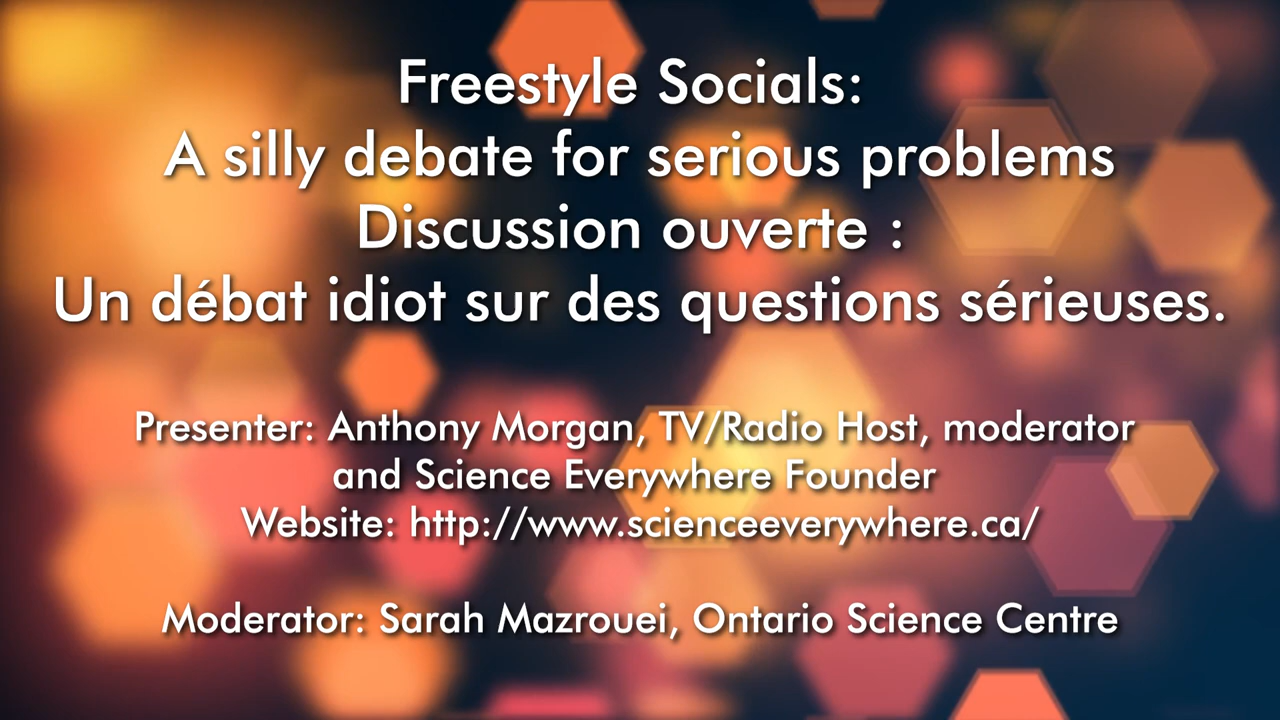 Freestyle Socials:
A silly debate for serious problems
Discussion ouverte :
Un débat idiot sur des questions sérieuses.
Presenter: Anthony Morgan, TV/Radio Host, moderator
and Science Everywhere Founder
Website: http://www.scienceeverywhere.ca/
Moderator: Sarah Mazrouei, Ontario Science Centre